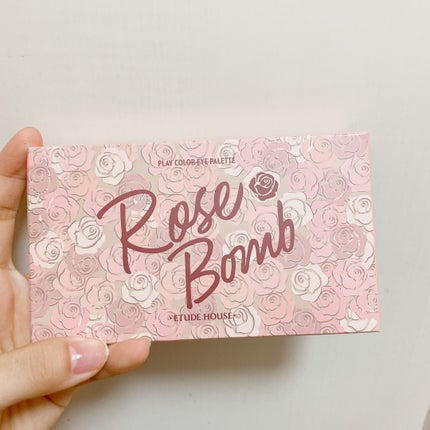 PLAY COLOR EYE PALETTE
Rose
Bomb
ETUDE HOUSE